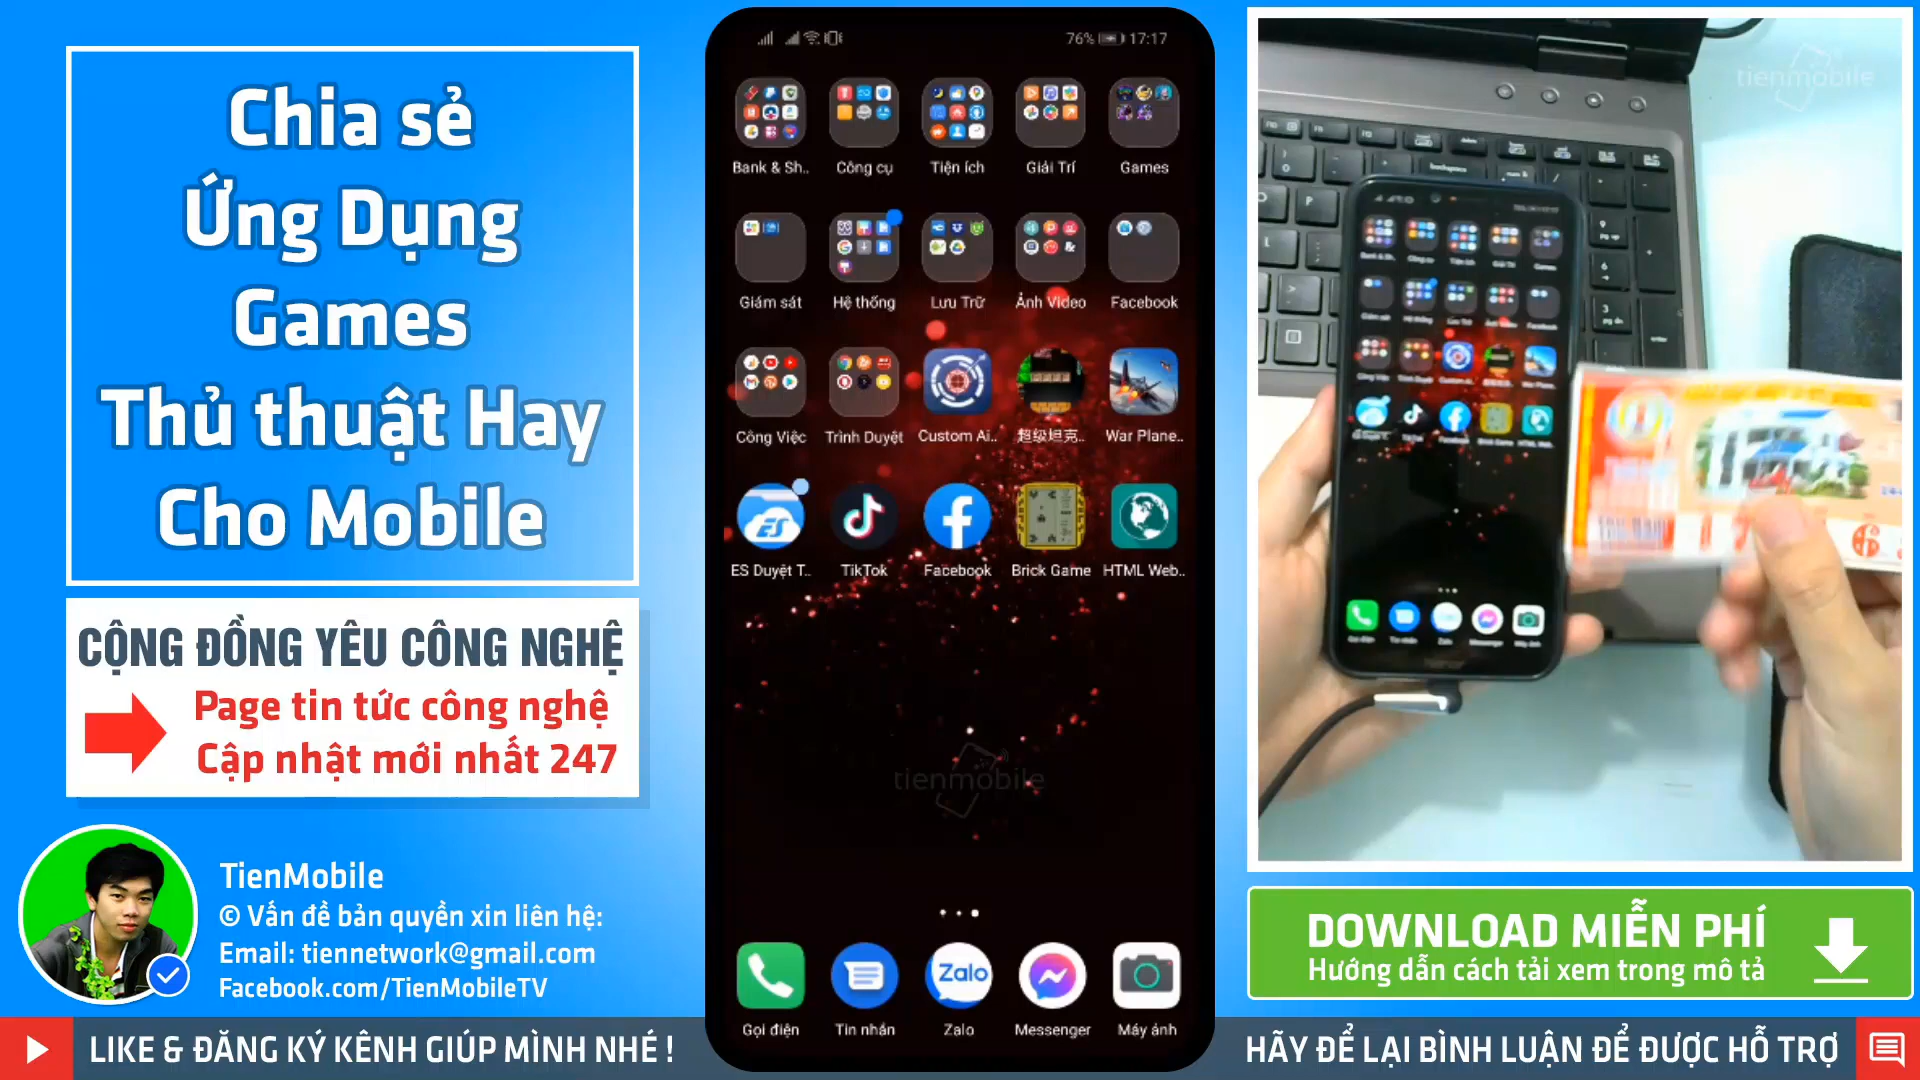 Chia sẻ
Ứng Dụng
Games
Thủ thuật Hay
Cho Mobile
CỘNG ĐỒNG YÊU CÔNG NGHỆ
Page tin tức công nghệ
Cập nhật mới nhất 247
TienMobile
© Vấn đề bản quyền xin liên hệ:
Email: tiennetwork@gmail.com
Facebook.com/TienMobileTV
LIKE & ĐĂNG KÝ KÊNH GIÚP MÌNH NHÉ !
76% 17:17
Bank & Sh.. Công cụ Tiện ích Giải Trí Games
Giám sát Hệ thống Lưu Trữ Ảnh Video Facebook
Công Việc Trình Duyệt Custom Ai.. 超级坦克.. War Plane..
ES Duyệt T.. TikTok Facebook Brick Game HTML Web..
tienmobile
Zalo
Gọi điện Tin nhắn Zalo Messenger Máy ảnh
tienmobile
DOWNLOAD MIỄN PHÍ
Hướng dẫn cách tải xem trong mô tả
HÃY ĐỂ LẠI BÌNH LUẬN ĐỂ ĐƯỢC HỖ TRỢ